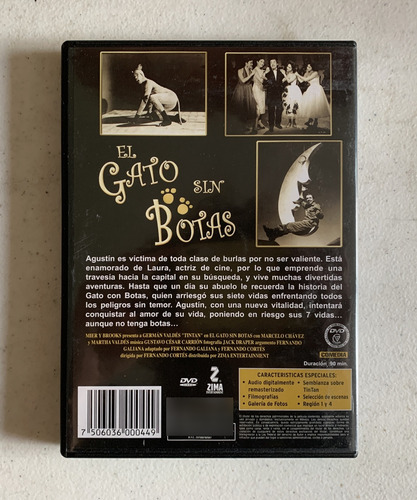 EL
GATO
SIN
BOTAS
Agustín es víctima de toda clase de burlas por no ser valiente. Está
enamorado de Laura, actriz de cine, por lo que emprende una
travesía hacia la capital en su búsqueda, y vive muchas divertidas
aventuras. Hasta que un día su abuelo le recuerda la historia del
Gato con Botas, quien arriesgó sus siete vidas enfrentando todos
los peligros sin temor. Agustín, con una nueva vitalidad, intentará
conquistar al amor de su vida, poniendo en riesgo sus 7 vidas...
aunque no tenga botas...
MIER Y BROOKS presenta a GERMÁN VALDÉS "TINTAN" en EL GATO SIN BOTAS con MARCELO CHÁVEZ
y MARTHA VALDÉS música GUSTAVO CÉSAR CARRIÓN fotografía JACK DRAPER argumento FERNANDO
GALIANA adaptado por FERNANDO GALIANA y FERNANDO CORTÉS
dirigida por FERNANDO CORTÉS distribuida por ZIMA ENTERTAINMENT
DVD
COMEDIA
Duración: 90 min.
7 506036 000449
DVD
VIDEO
ZIMA
ENTERTAINMENT
CARACTERÍSTICAS ESPECIALES:
• Audio digitalmente
remasterizado
• Filmografías
• Galería de Fotos
• Semblanza sobre
TinTan
• Selección de escenas
• Región 1 y 4